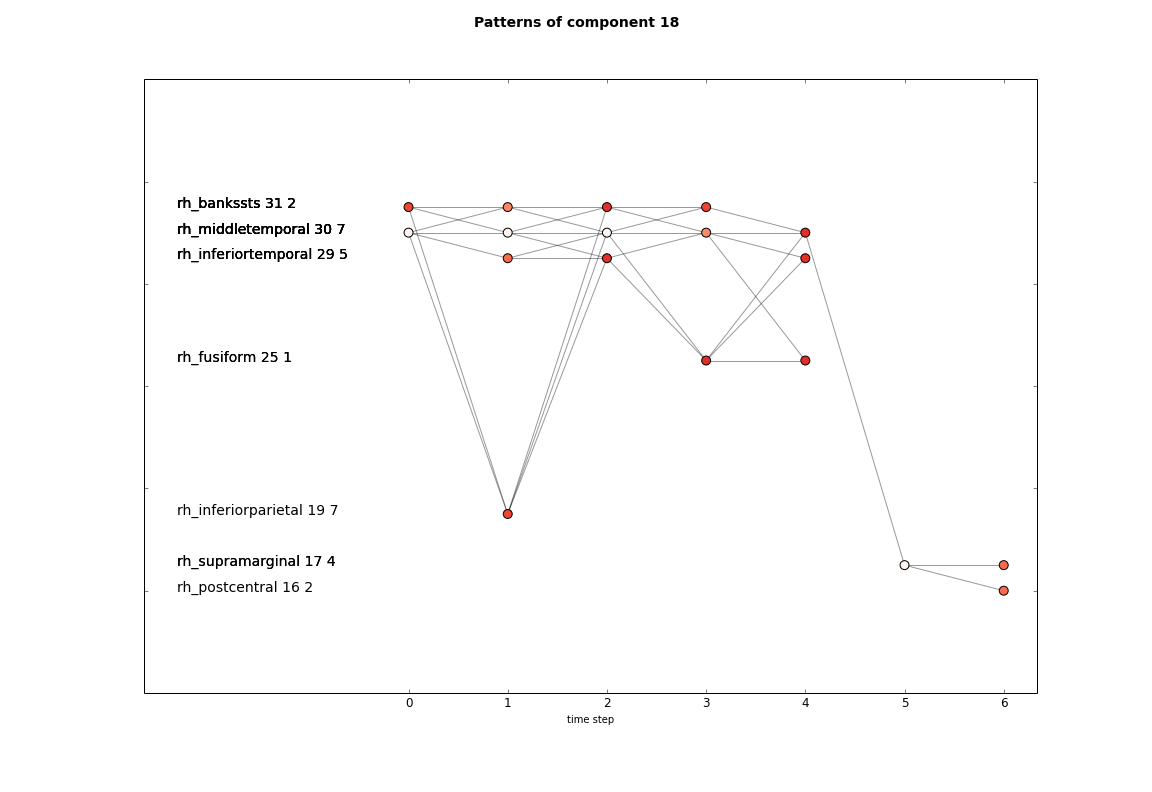 Patterns of component 18
rh_bankssts 31 2
rh_middletemporal 30 7
rh_inferiortemporal 29 5
rh_fusiform 25 1
rh_inferiorparietal 19 7
rh_supramarginal 17 4
rh_postcentral 16 2
0 1 2 3 4 5 6
time step